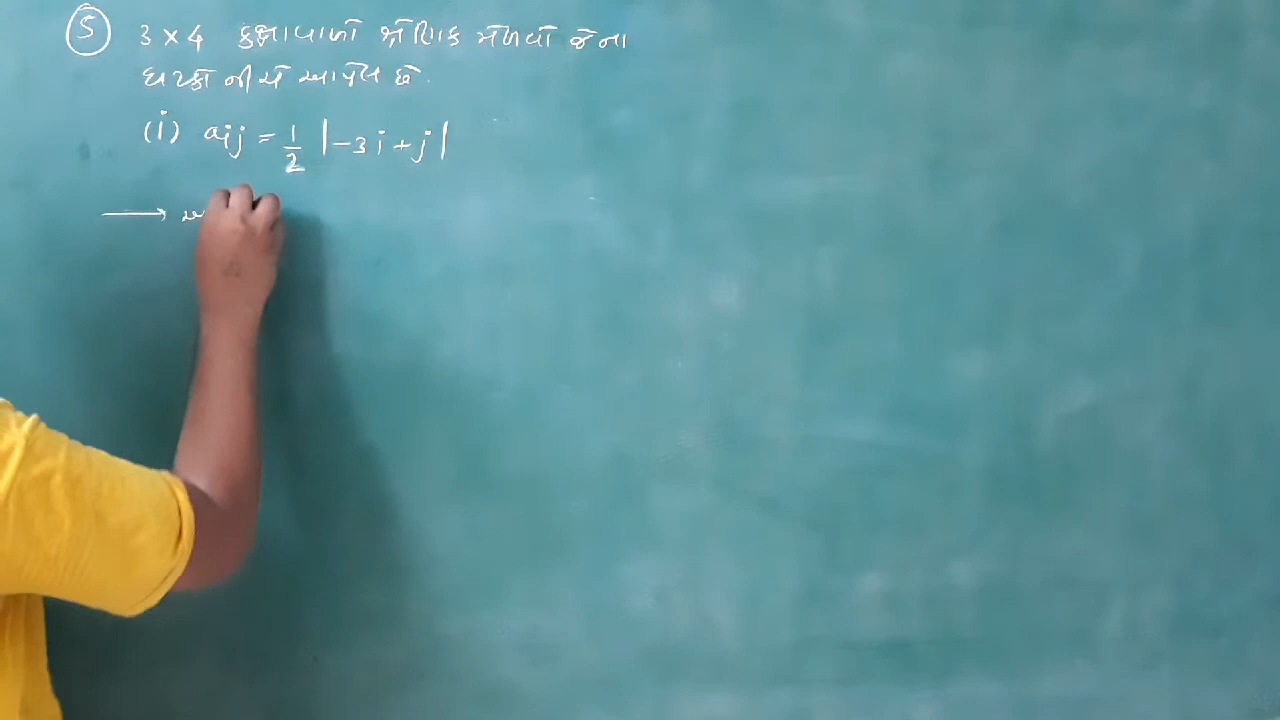 5 3 × 4 કક્ષાવાળો શ્રેણિક મેળવો જેના
ઘટકો નીચે આપેલ છે.
(i) aij = 1/2 |-3i + j|
→